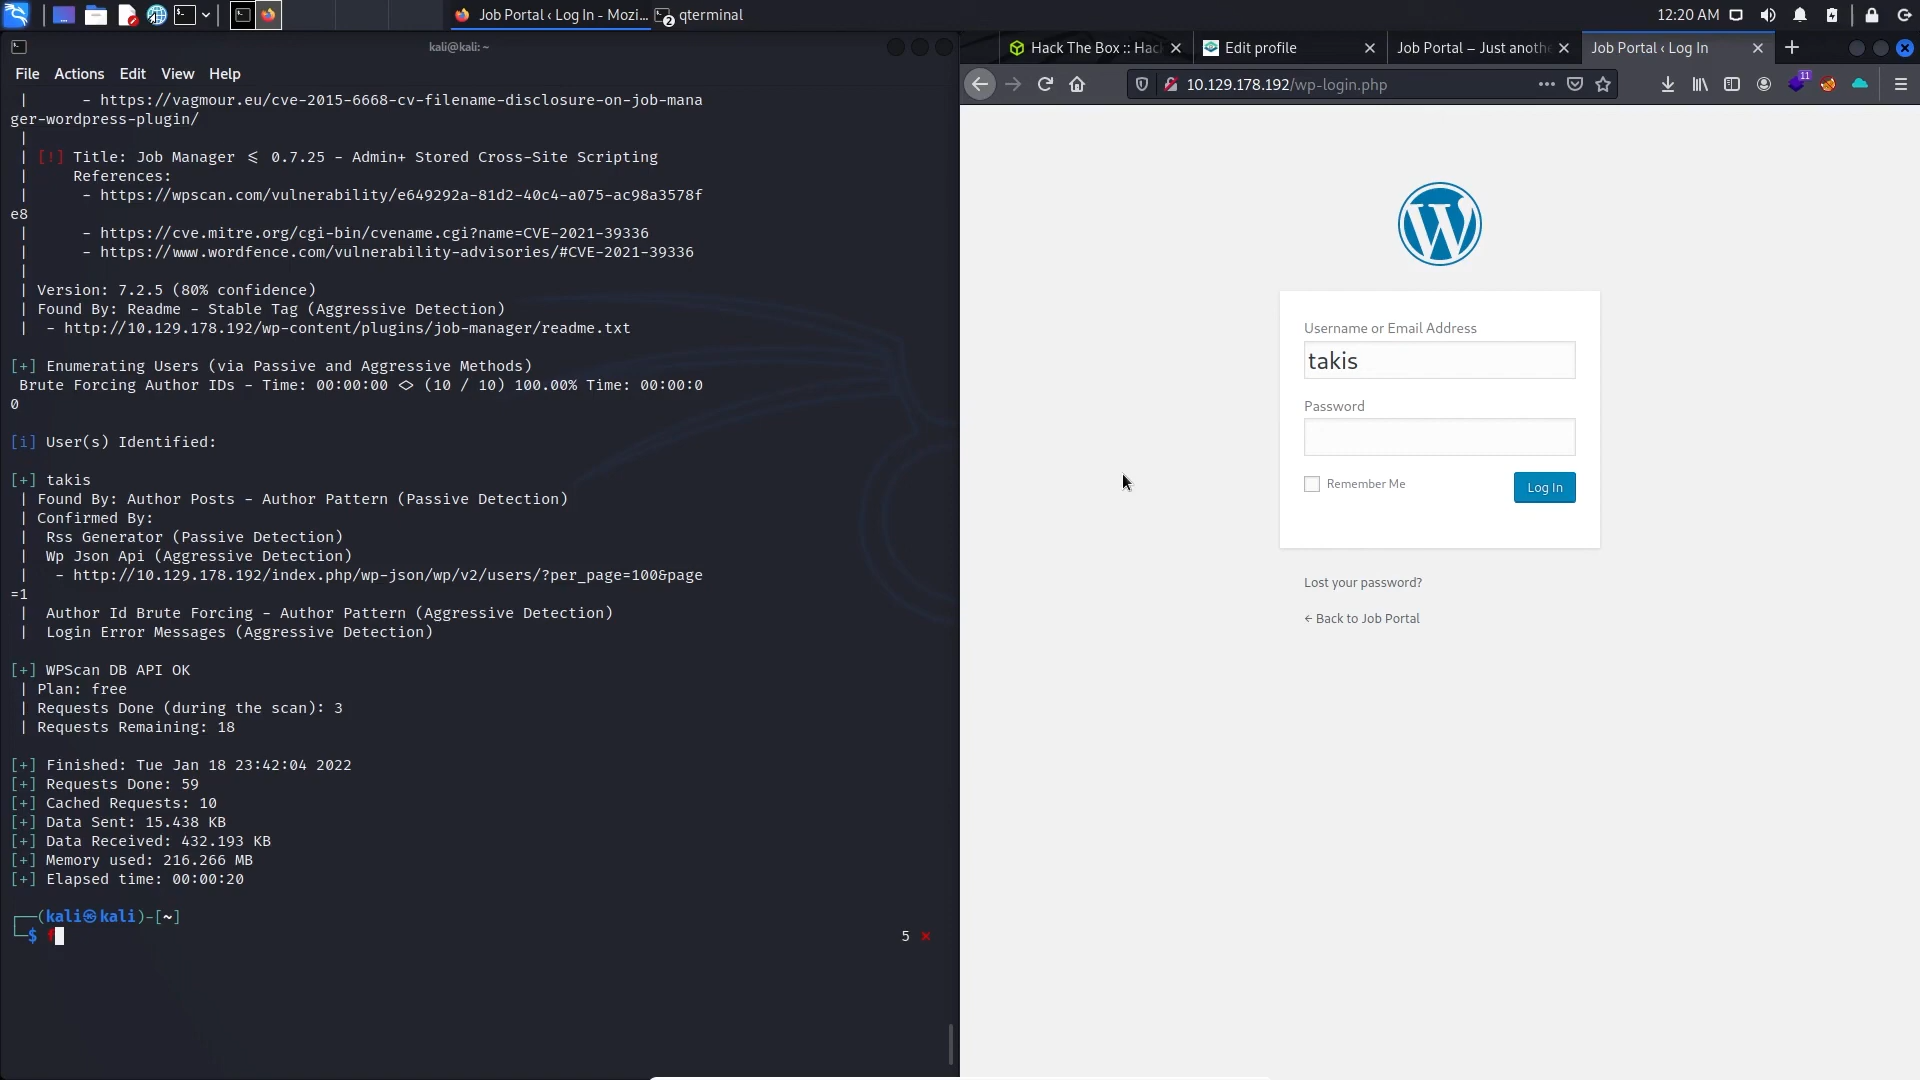 12:20 AM
Job Portal ‹ Log In - Mozi...
2
qterminal
kali@kali: ~
File Actions Edit View Help
| - https://vagmour.eu/cve-2015-6668-cv-filename-disclosure-on-job-mana
ger-wordpress-plugin/
|
| [!] Title: Job Manager <= 0.7.25 - Admin+ Stored Cross-Site Scripting
| References:
| - https://wpscan.com/vulnerability/e649292a-81d2-40c4-a075-ac98a3578f
e8
| - https://cve.mitre.org/cgi-bin/cvename.cgi?name=CVE-2021-39336
| - https://www.wordfence.com/vulnerability-advisories/#CVE-2021-39336
|
| Version: 7.2.5 (80% confidence)
| Found By: Readme - Stable Tag (Aggressive Detection)
| - http://10.129.178.192/wp-content/plugins/job-manager/readme.txt
[+] Enumerating Users (via Passive and Aggressive Methods)
Brute Forcing Author IDs - Time: 00:00:00 <> (10 / 10) 100.00% Time: 00:00:0
0
[i] User(s) Identified:
[+] takis
| Found By: Author Posts - Author Pattern (Passive Detection)
| Confirmed By:
| Rss Generator (Passive Detection)
| Wp Json Api (Aggressive Detection)
| - http://10.129.178.192/index.php/wp-json/wp/v2/users/?per_page=100&page
=1
| Author Id Brute Forcing - Author Pattern (Aggressive Detection)
| Login Error Messages (Aggressive Detection)
[+] WPScan DB API OK
| Plan: free
| Requests Done (during the scan): 3
| Requests Remaining: 18
[+] Finished: Tue Jan 18 23:42:04 2022
[+] Requests Done: 59
[+] Cached Requests: 10
[+] Data Sent: 15.438 KB
[+] Data Received: 432.193 KB
[+] Memory used: 216.266 MB
[+] Elapsed time: 00:00:20
┌──(kali㉿kali)-[~]
└─$ f
5 ⨯
Hack The Box :: Hac
Edit profile
Job Portal – Just anothe
Job Portal ‹ Log In
10.129.178.192/wp-login.php
11
Username or Email Address
takis
Password
Remember Me
Log In
Lost your password?
← Back to Job Portal